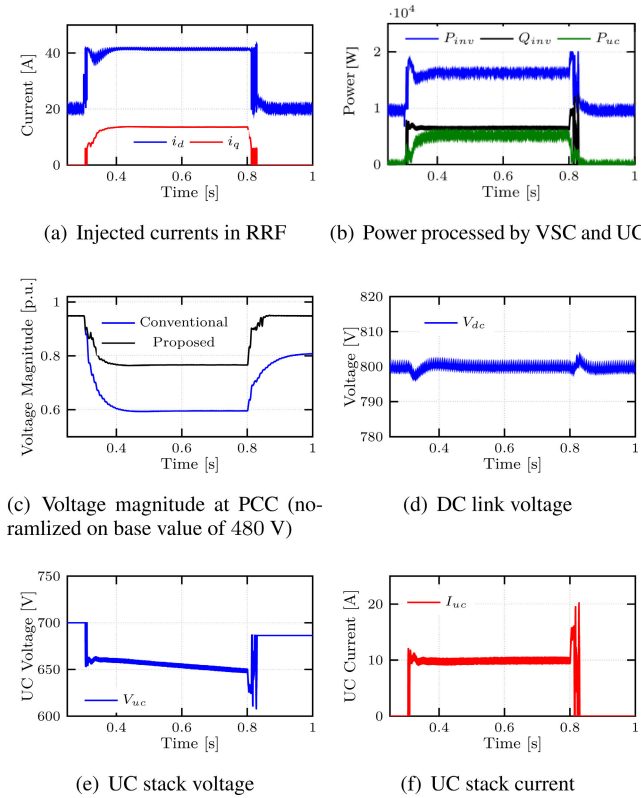 40
20
0
Current [A]
i_d
i_q
0.4
0.6
0.8
1
Time [s]
(a) Injected currents in RRF
·10⁴
2
1
0
Power [W]
P_inv
Q_inv
P_uc
0.4
0.6
0.8
1
Time [s]
(b) Power processed by VSC and UC
1
0.8
0.6
Voltage Magnitude [p.u.]
Conventional
Proposed
0.4
0.6
0.8
1
Time [s]
(c) Voltage magnitude at PCC (no-
ramlized on base value of 480 V)
820
810
800
790
780
Voltage [V]
V_dc
0.4
0.6
0.8
1
Time [s]
(d) DC link voltage
750
700
650
600
UC Voltage [V]
V_uc
0.4
0.6
0.8
1
Time [s]
(e) UC stack voltage
20
10
0
UC Current [A]
I_uc
0.4
0.6
0.8
1
Time [s]
(f) UC stack current